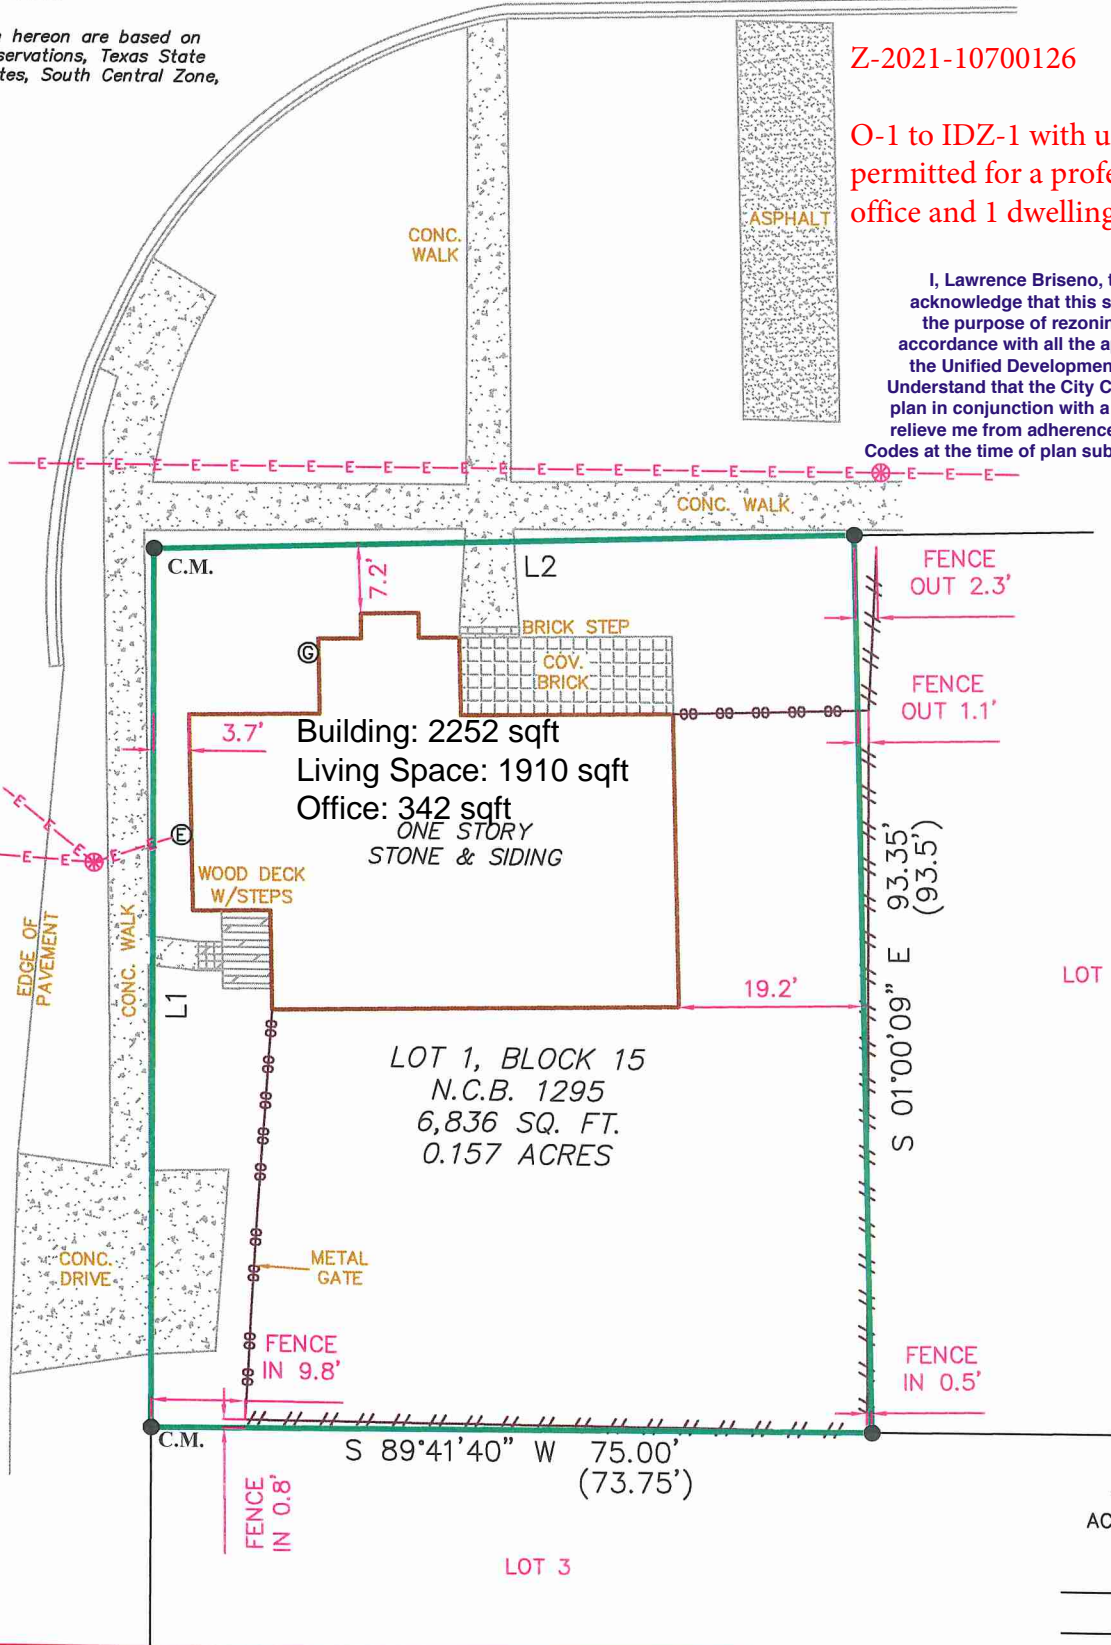 hereon are based on
servations, Texas State
tes, South Central Zone,
Z-2021-10700126
O-1 to IDZ-1 with u
permitted for a profe
office and 1 dwelling
I, Lawrence Briseno, t
acknowledge that this s
the purpose of rezonin
accordance with all the a
the Unified Developmen
Understand that the City C
plan in conjunction with a
relieve me from adherence
Codes at the time of plan sub
CONC.
WALK
ASPHALT
E E E E E E E E E E E E E E E E E
CONC. WALK
C.M.
7.2'
L2
FENCE
OUT 2.3'
BRICK STEP
G
COV.
BRICK
FENCE
OUT 1.1'
3.7'
Building: 2252 sqft
Living Space: 1910 sqft
Office: 342 sqft
ONE STORY
STONE & SIDING
E
WOOD DECK
W/STEPS
EDGE OF
PAVEMENT
CONC. WALK
L1
S 01°00'09" E 93.35'
(93.5')
LOT
19.2'
LOT 1, BLOCK 15
N.C.B. 1295
6,836 SQ. FT.
0.157 ACRES
CONC.
DRIVE
METAL
GATE
FENCE
IN 9.8'
FENCE
IN 0.5'
C.M.
S 89°41'40" W 75.00'
(73.75')
FENCE
IN 0.8'
AC
LOT 3